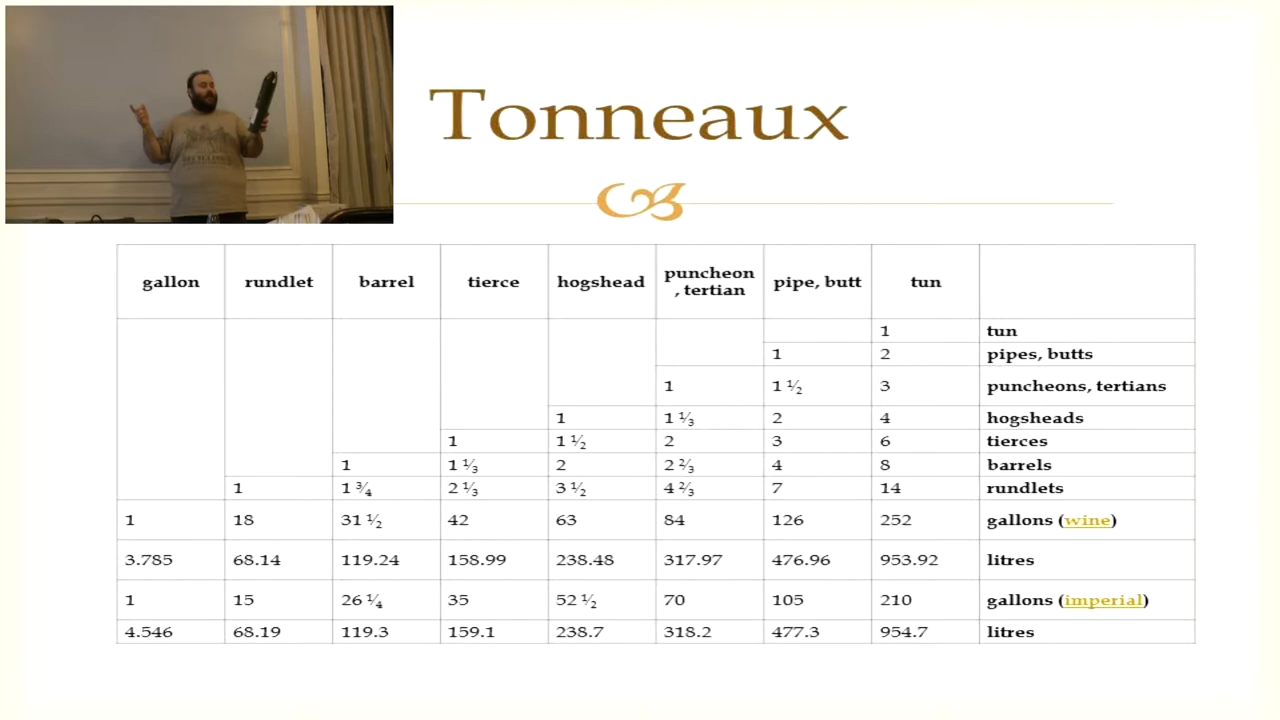 Tonneaux
gallon rundlet barrel tierce hogshead puncheon , tertian pipe, butt tun
1 tun
1 2 pipes, butts
1 1 ½ 3 puncheons, tertians
1 1 ⅓ 2 4 hogsheads
1 1 ½ 2 3 6 tierces
1 1 ⅓ 2 2 ⅔ 4 8 barrels
1 1 ¾ 2 ⅓ 3 ½ 4 ⅔ 7 14 rundlets
1 18 31 ½ 42 63 84 126 252 gallons (wine)
3.785 68.14 119.24 158.99 238.48 317.97 476.96 953.92 litres
1 15 26 ¼ 35 52 ½ 70 105 210 gallons (imperial)
4.546 68.19 119.3 159.1 238.7 318.2 477.3 954.7 litres